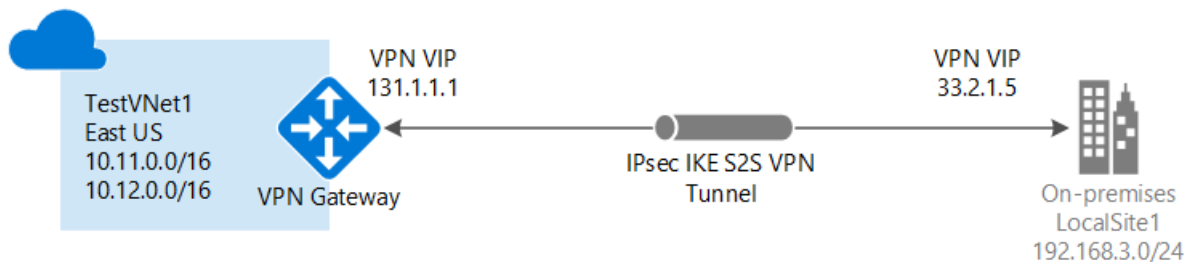 TestVNet1
East US
10.11.0.0/16
10.12.0.0/16
VPN VIP
131.1.1.1
VPN Gateway
IPsec IKE S2S VPN
Tunnel
VPN VIP
33.2.1.5
On-premises
LocalSite1
192.168.3.0/24